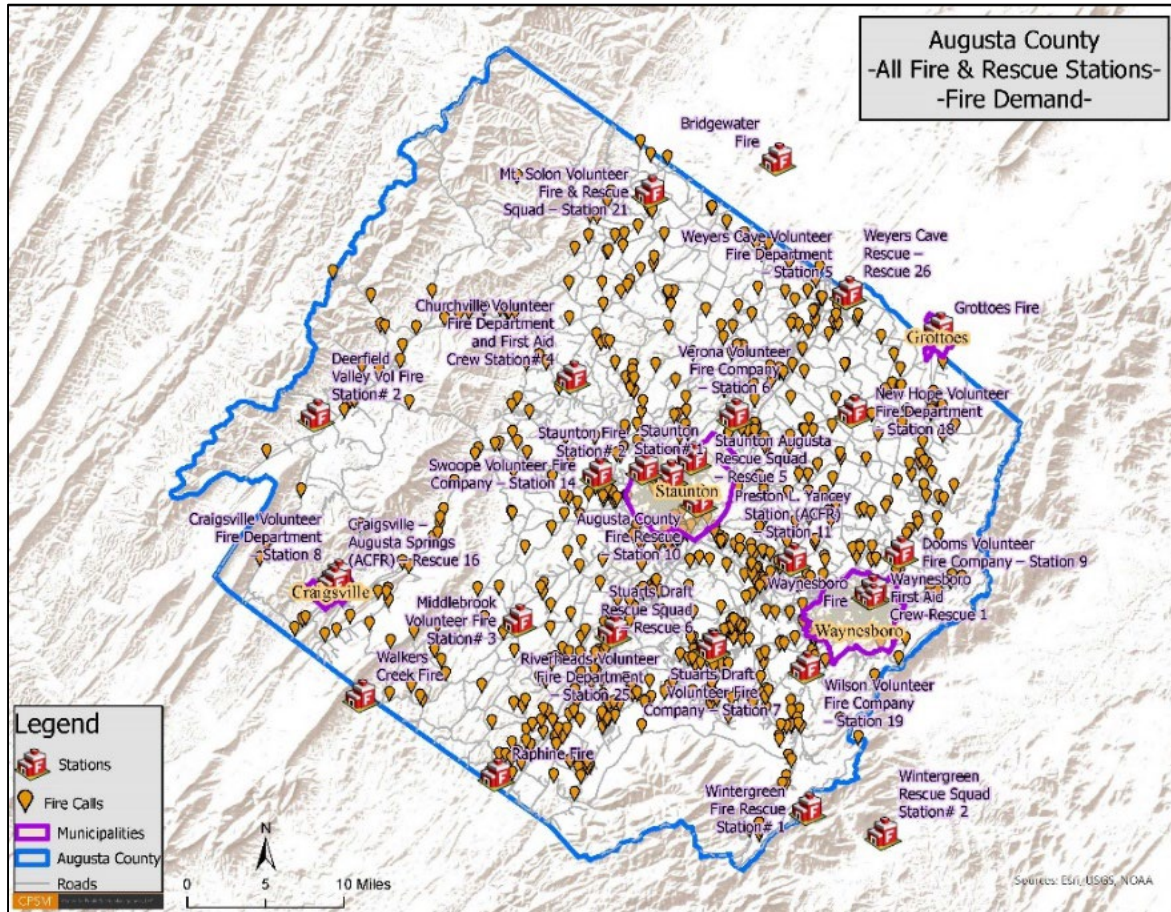 Augusta County
-All Fire & Rescue Stations-
-Fire Demand-
Bridgewater
Fire
Mt. Solon Volunteer
Fire & Rescue
Squad – Station 21
Weyers Cave Volunteer
Fire Department
– Station 5
Weyers Cave
Rescue –
Rescue 26
Grottoes Fire
Grottoes
Churchville Volunteer
Fire Department
and First Aid
Crew Station# 4
Deerfield
Valley Vol Fire
Station# 2
Verona Volunteer
Fire Company
– Station 6
New Hope Volunteer
Fire Department
– Station 18
Staunton Fire
Station# 2
Staunton
Station# 1
Staunton Augusta
Rescue Squad
– Rescue 5
Swoope Volunteer Fire
Company – Station 14
Staunton
Preston L. Yancey
Station (ACFR)
– Station 11
Augusta County
Fire Rescue
– Station 10
Craigsville Volunteer
Fire Department
– Station 8
Craigsville –
Augusta Springs
(ACFR) – Rescue 16
Craigsville
Dooms Volunteer
Fire Company – Station 9
Waynesboro
Fire
Waynesboro
First Aid
Crew-Rescue 1
Waynesboro
Middlebrook
Volunteer Fire
Station# 3
Stuarts Draft
Rescue Squad
– Rescue 6
Walkers
Creek Fire
Riverheads Volunteer
Fire Department
– Station 25
Stuarts Draft
Volunteer Fire
Company – Station 7
Wilson Volunteer
Fire Company
– Station 19
Raphine Fire
Wintergreen
Fire Rescue
Station# 1
Wintergreen
Rescue Squad
Station# 2
Legend
Stations
Fire Calls
Municipalities
Augusta County
Roads
CPSM
N
0 5 10 Miles
Sources: Esri, USGS, NOAA